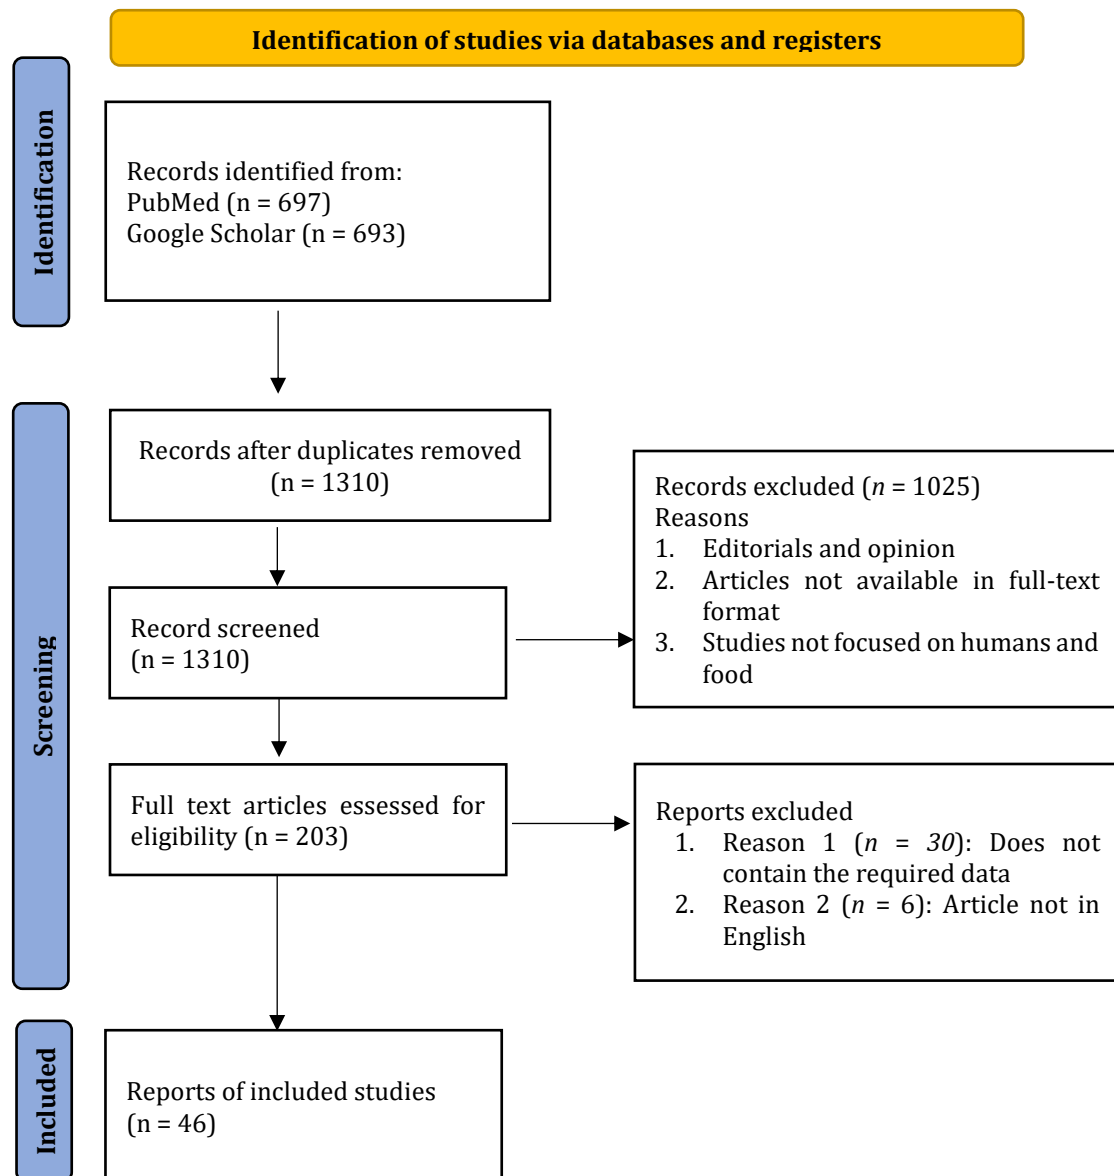 Identification of studies via databases and registers
Identification
Records identified from:
PubMed (n = 697)
Google Scholar (n = 693)
Screening
Records after duplicates removed
(n = 1310)
Records excluded (n = 1025)
Reasons
1. Editorials and opinion
2. Articles not available in full-text
format
3. Studies not focused on humans and
food
Record screened
(n = 1310)
Full text articles essessed for
eligibility (n = 203)
Reports excluded
1. Reason 1 (n = 30): Does not
contain the required data
2. Reason 2 (n = 6): Article not in
English
Included
Reports of included studies
(n = 46)